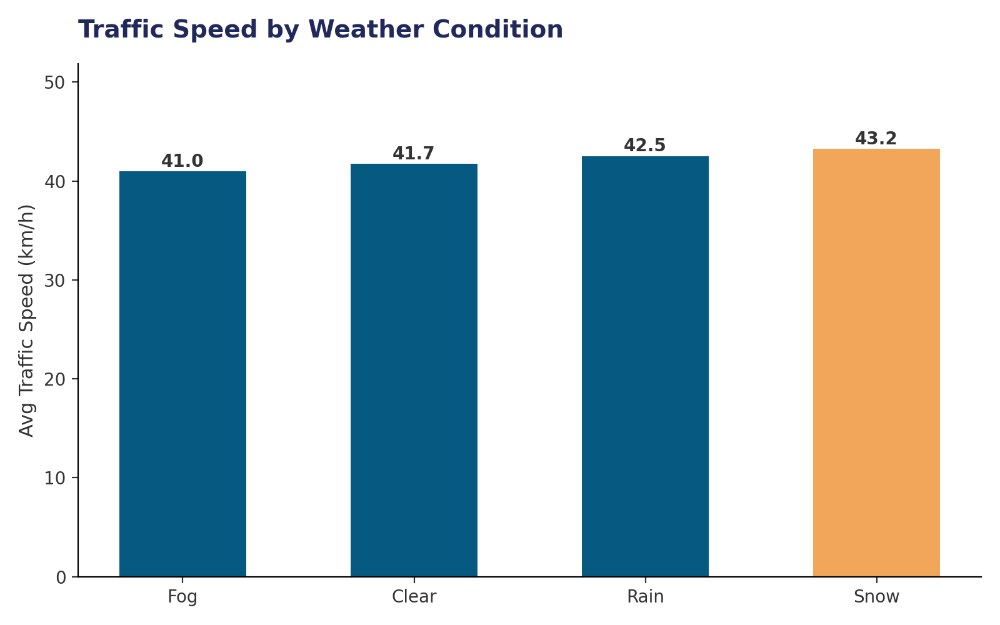 Traffic Speed by Weather Condition
Avg Traffic Speed (km/h)
50
40
30
20
10
0
41.0
41.7
42.5
43.2
Fog
Clear
Rain
Snow